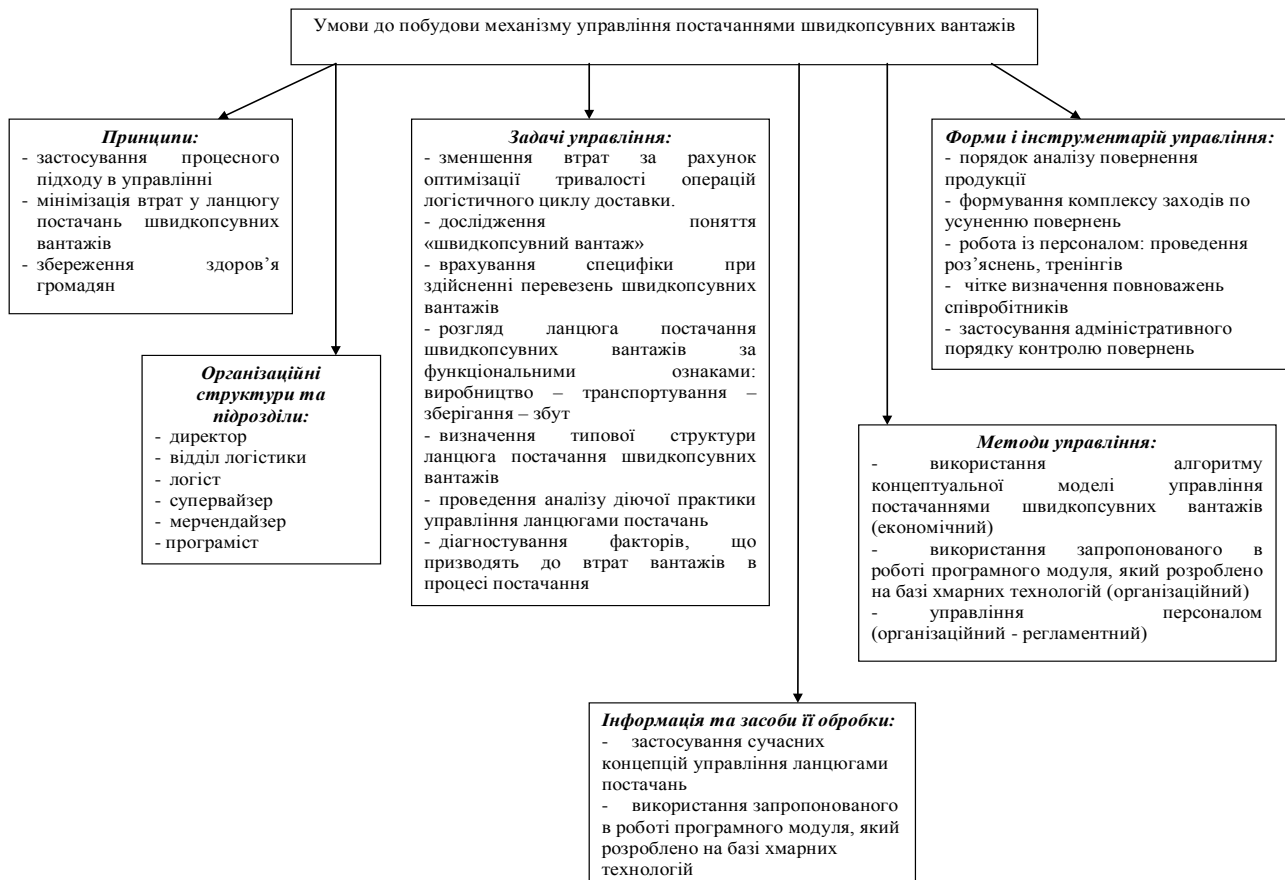 Умови до побудови механізму управління постачаннями швидкопсувних вантажів
Принципи:
- застосування процесного
підходу в управлінні
- мінімізація втрат у ланцюгу
постачань швидкопсувних
вантажів
- збереження здоров’я
громадян
Організаційні
структури та
підрозділи:
- директор
- відділ логістики
- логіст
- супервайзер
- мерчендайзер
- програміст
Задачі управління:
- зменшення втрат за рахунок
оптимізації тривалості операцій
логістичного циклу доставки.
- дослідження поняття
«швидкопсувний вантаж»
- врахування специфіки при
здійсненні перевезень швидкопсувних
вантажів
- розгляд ланцюга постачання
швидкопсувних вантажів за
функціональними ознаками:
виробництво – транспортування –
зберігання – збут
- визначення типової структури
ланцюга постачання швидкопсувних
вантажів
- проведення аналізу діючої практики
управління ланцюгами постачань
- діагностування факторів, що
призводять до втрат вантажів в
процесі постачання
Форми і інструментарій управління:
- порядок аналізу повернення
продукції
- формування комплексу заходів по
усуненню повернень
- робота із персоналом: проведення
роз’яснень, тренінгів
- чітке визначення повноважень
співробітників
- застосування адміністративного
порядку контролю повернень
Методи управління:
- використання алгоритму
концептуальної моделі управління
постачаннями швидкопсувних вантажів
(економічний)
- використання запропонованого в
роботі програмного модуля, який розроблено
на базі хмарних технологій (організаційний)
- управління персоналом
(організаційний - регламентний)
Інформація та засоби її обробки:
- застосування сучасних
концепцій управління ланцюгами
постачань
- використання запропонованого
в роботі програмного модуля, який
розроблено на базі хмарних
технологій